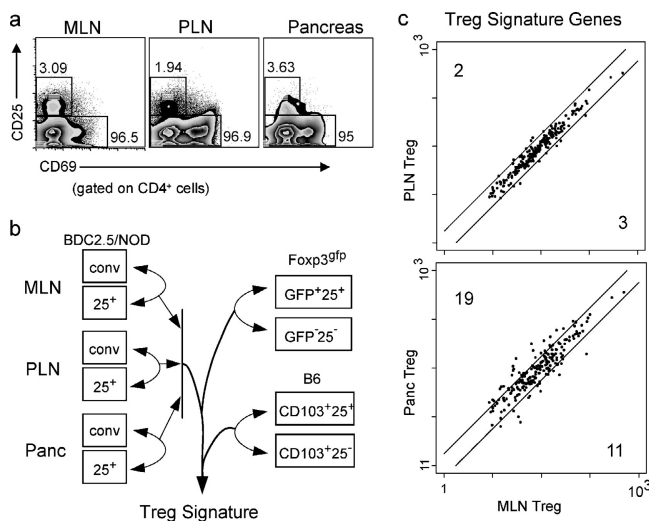 a
MLN
PLN
Pancreas
3.09
1.94
3.63
CD25
96.5
96.9
95
CD69
(gated on CD4⁺ cells)
b
BDC2.5/NOD
MLN
conv
25⁺
PLN
conv
25⁺
Panc
conv
25⁺
Foxp3ᵍᶠᵖ
GFP⁺25⁺
GFP⁻25⁻
B6
CD103⁺25⁺
CD103⁺25⁻
Treg Signature
c
Treg Signature Genes
10³
2
PLN Treg
3
10³
19
Panc Treg
11
11
1
MLN Treg
10³